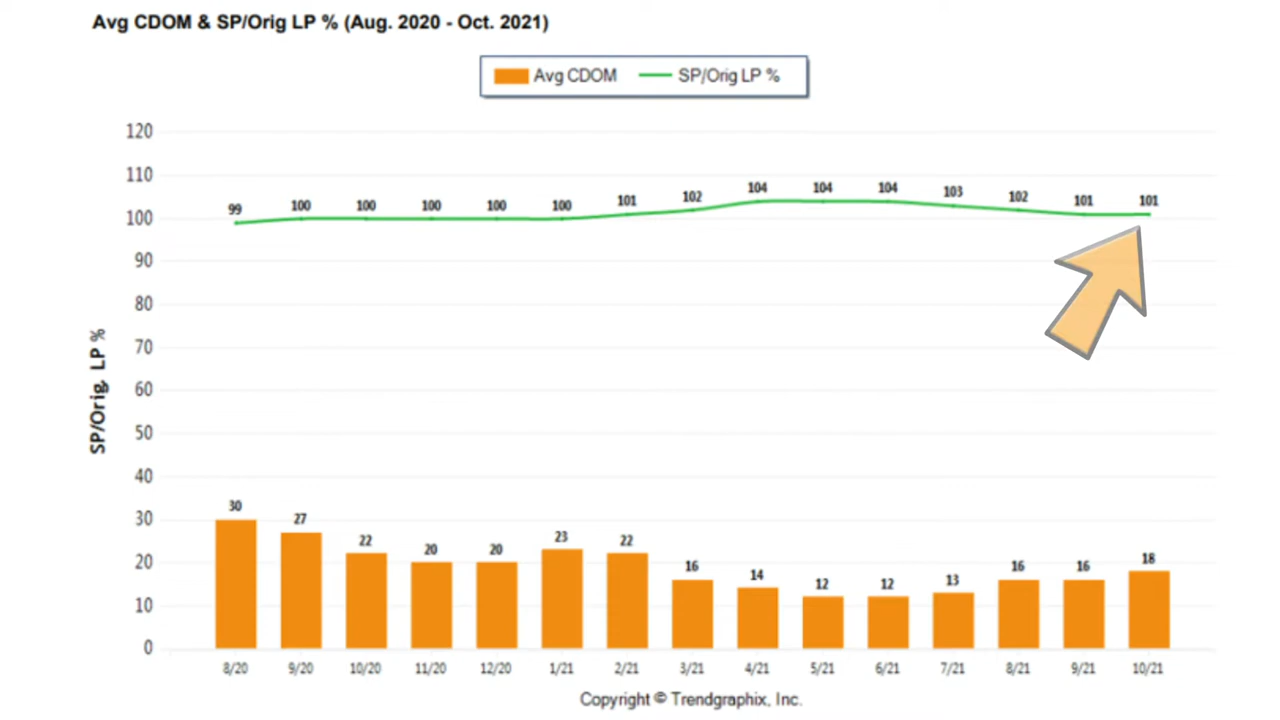 Avg CDOM & SP/Orig LP % (Aug. 2020 - Oct. 2021)
Avg CDOM SP/Orig LP %
120
110
100
90
80
70
60
50
40
30
20
10
0
SP/Orig. LP %
99 100 100 100 100 100 101 102 104 104 104 103 102 101 101
30 27 22 20 20 23 22 16 14 12 12 13 16 16 18
8/20 9/20 10/20 11/20 12/20 1/21 2/21 3/21 4/21 5/21 6/21 7/21 8/21 9/21 10/21
Copyright © Trendgraphix, Inc.